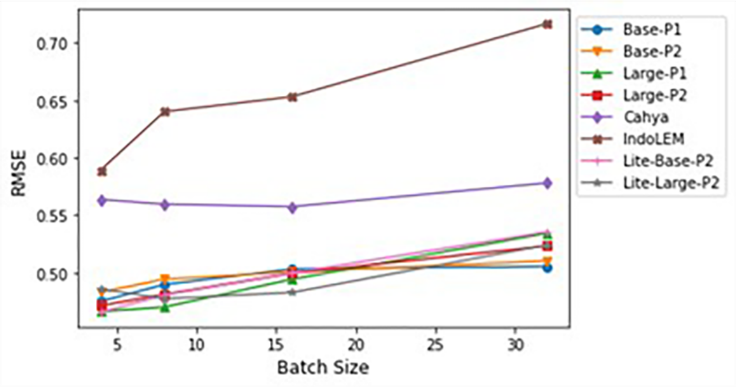 0.70
0.65
0.60
0.55
0.50
RMSE
5
10
15
20
25
30
Batch Size
Base-P1
Base-P2
Large-P1
Large-P2
Cahya
IndoLEM
Lite-Base-P2
Lite-Large-P2